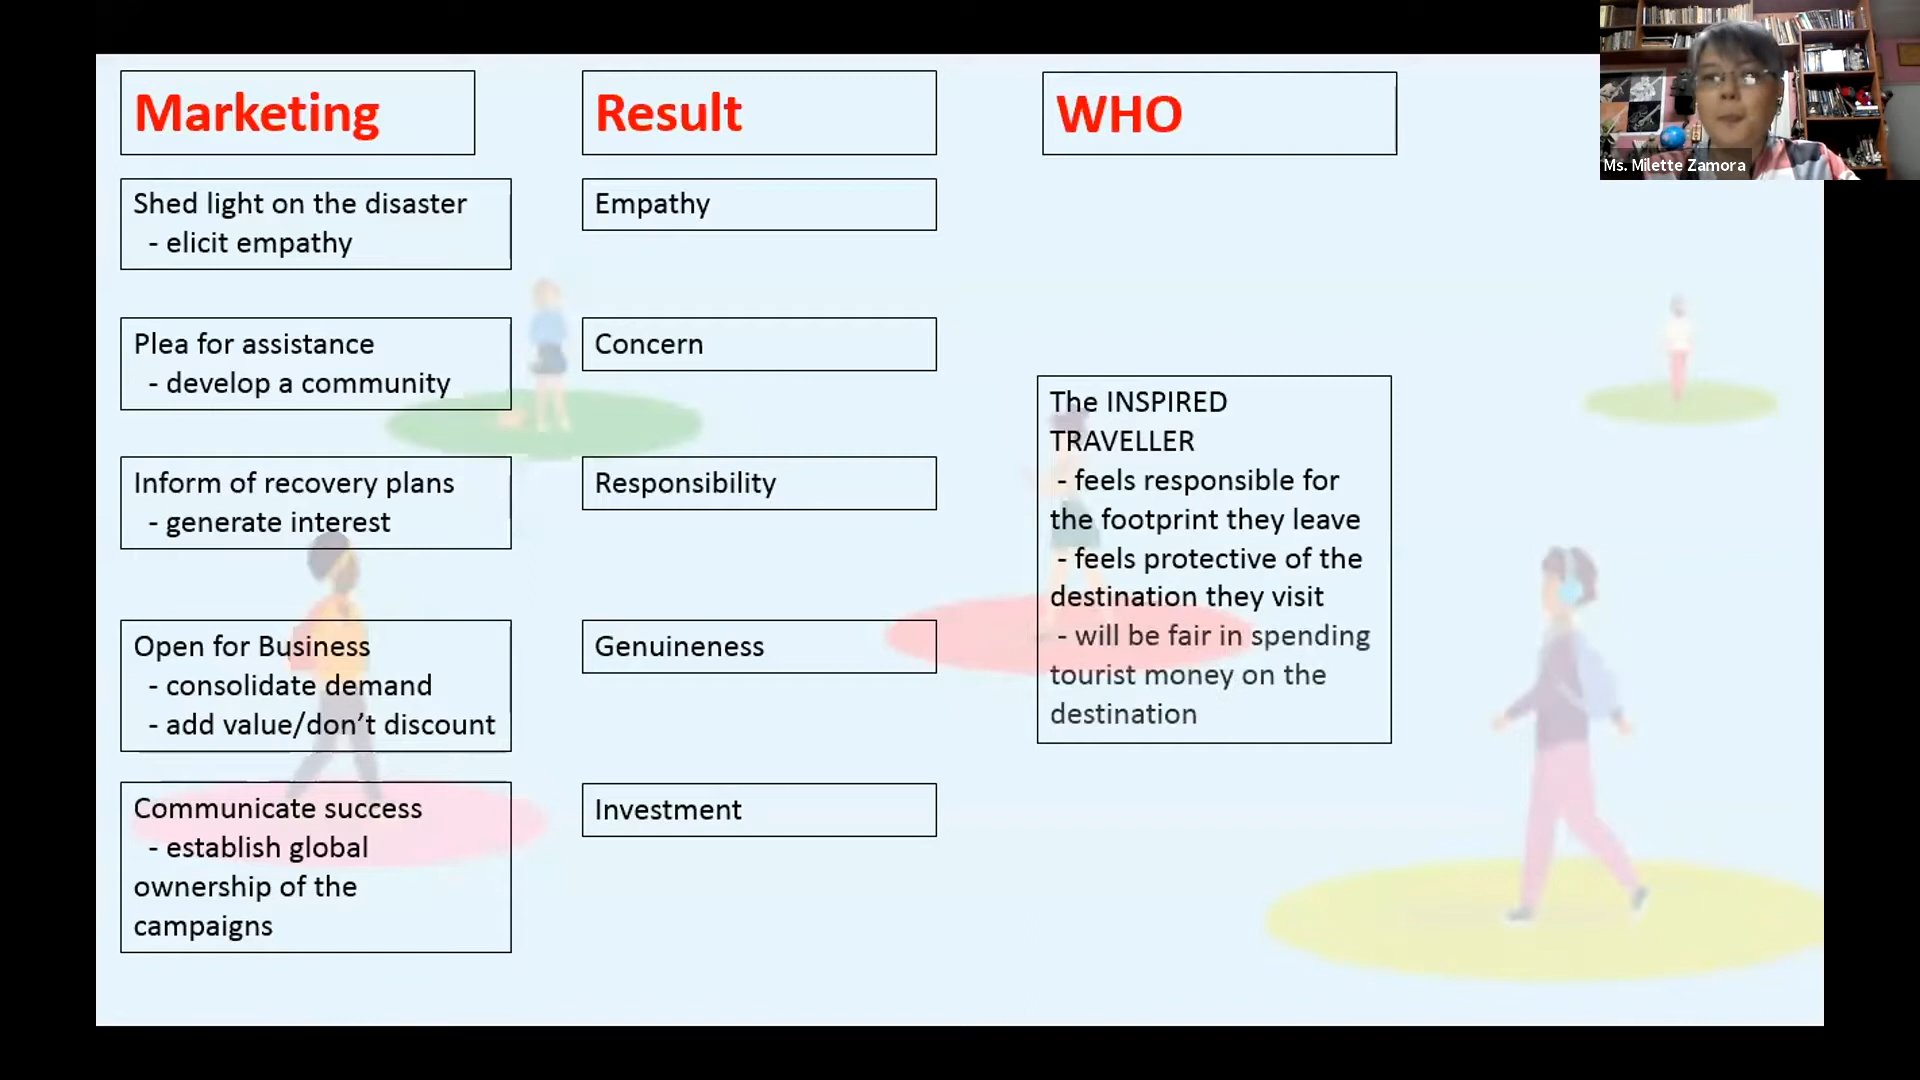 Marketing
Result
WHO
Ms. Milette Zamora
Shed light on the disaster
- elicit empathy
Empathy
Plea for assistance
- develop a community
Concern
Inform of recovery plans
- generate interest
Responsibility
Open for Business
- consolidate demand
- add value/don’t discount
Genuineness
Communicate success
- establish global
ownership of the
campaigns
Investment
The INSPIRED
TRAVELLER
- feels responsible for
the footprint they leave
- feels protective of the
destination they visit
- will be fair in spending
tourist money on the
destination